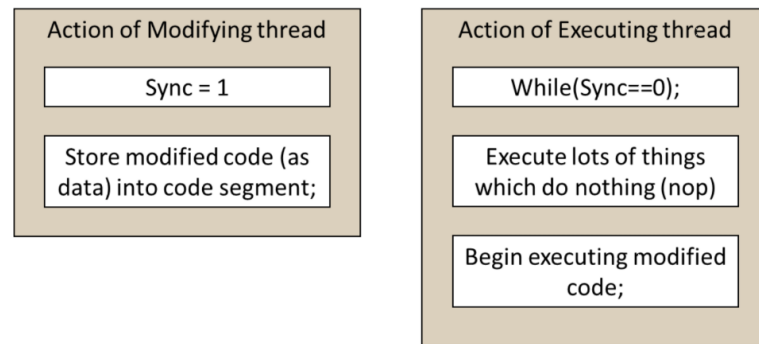 Action of Modifying thread
Sync = 1
Store modified code (as
data) into code segment;
Action of Executing thread
While(Sync==0);
Execute lots of things
which do nothing (nop)
Begin executing modified
code;